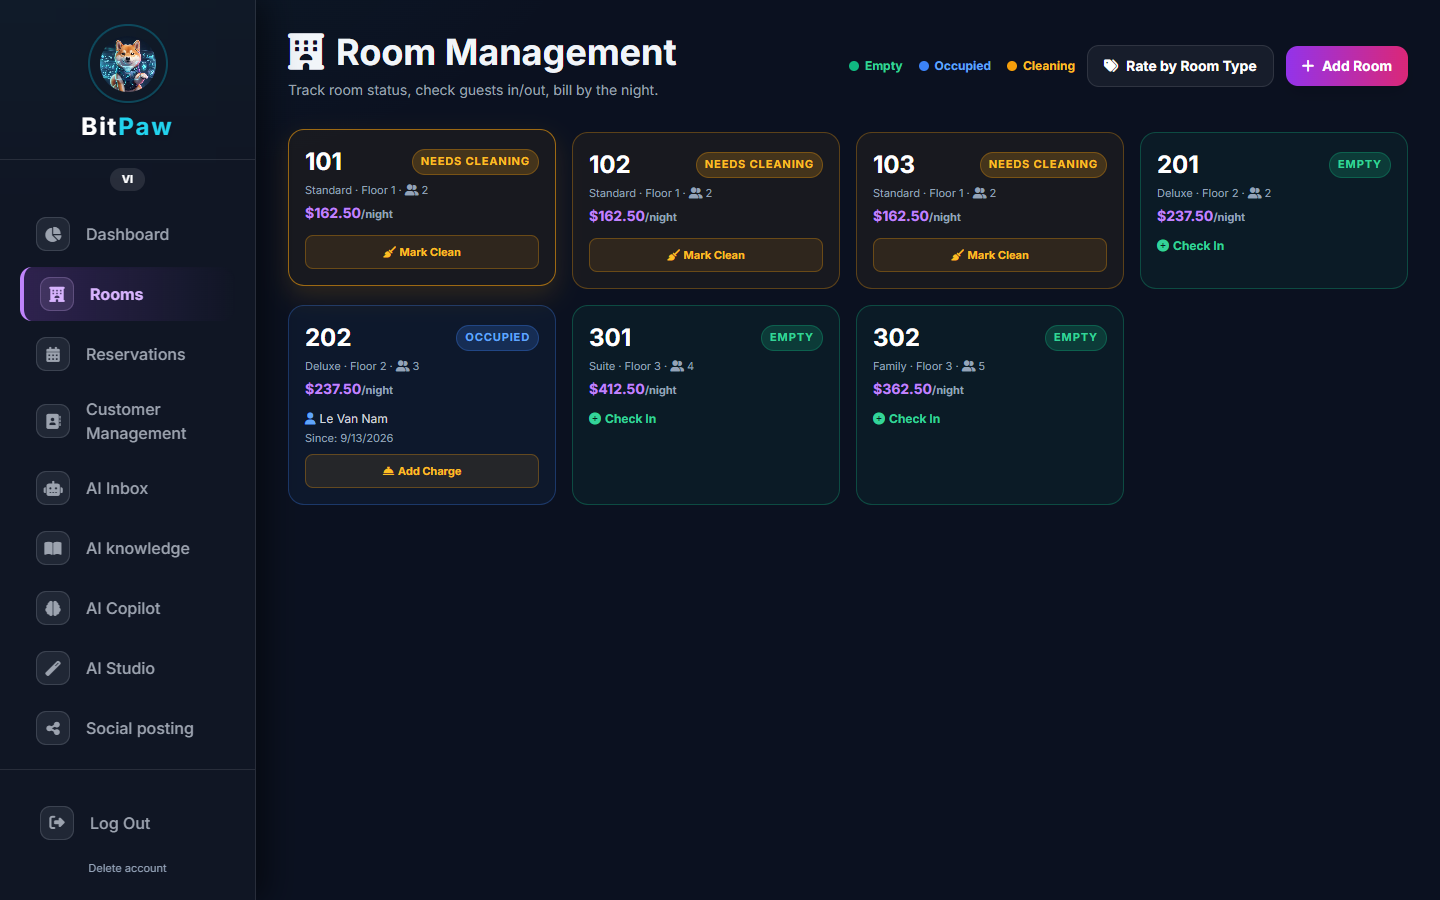 BitPaw
VI
Dashboard
Rooms
Reservations
Customer
Management
AI Inbox
AI knowledge
AI Copilot
AI Studio
Social posting
Log Out
Delete account
Room Management
Track room status, check guests in/out, bill by the night.
Empty
Occupied
Cleaning
Rate by Room Type
+ Add Room
101
NEEDS CLEANING
Standard · Floor 1 · 2
$162.50/night
Mark Clean
102
NEEDS CLEANING
Standard · Floor 1 · 2
$162.50/night
Mark Clean
103
NEEDS CLEANING
Standard · Floor 1 · 2
$162.50/night
Mark Clean
201
EMPTY
Deluxe · Floor 2 · 2
$237.50/night
Check In
202
OCCUPIED
Deluxe · Floor 2 · 3
$237.50/night
Le Van Nam
Since: 9/13/2026
Add Charge
301
EMPTY
Suite · Floor 3 · 4
$412.50/night
Check In
302
EMPTY
Family · Floor 3 · 5
$362.50/night
Check In